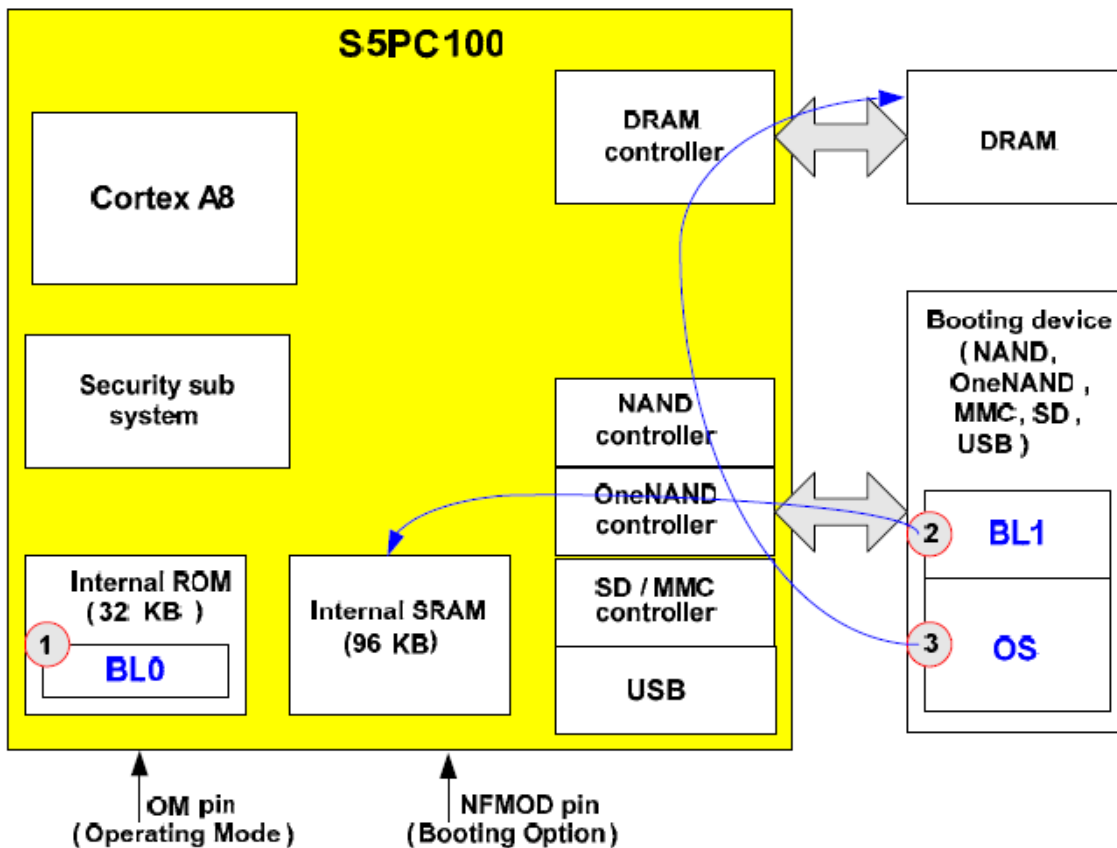 S5PC100
DRAM
controller
DRAM
Cortex A8
Booting device
( NAND,
OneNAND ,
MMC, SD ,
USB )
Security sub
system
NAND
controller
OneNAND
controller
2
BL1
Internal ROM
( 32 KB )
1
BL0
Internal SRAM
(96 KB)
SD / MMC
controller
3
OS
USB
OM pin
( Operating Mode )
NFMOD pin
( Booting Option )